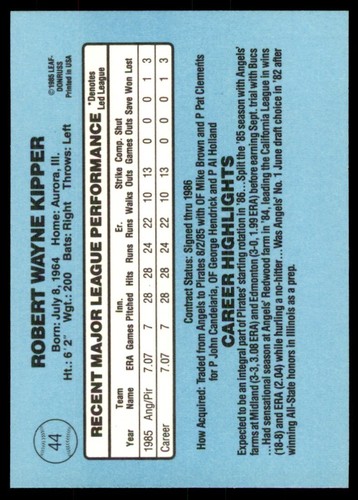 44
©1985 LEAF-
DONRUSS
Printed in USA
ROBERT WAYNE KIPPER
Born: July 8, 1964 Home: Aurora, Ill.
Ht.: 6'2" Wgt.: 200 Bats: Right Throws: Left
RECENT MAJOR LEAGUE PERFORMANCE *Denotes
Led League
Team Inn. Er. Strike Comp. Shut
Year Name ERA Games Pitched Hits Runs Runs Walks Outs Games Outs Save Won Lost
1985 Ang/Pir 7.07 7 28 28 24 22 10 13 0 0 0 1 3
Career 7.07 7 28 28 24 22 10 13 0 0 0 1 3
Contract Status: Signed thru 1986
How Acquired: Traded from Angels to Pirates 8/2/85 with OF Mike Brown and P Pat Clements
for P John Candelaria, OF George Hendrick and P Al Holland
CAREER HIGHLIGHTS
Expected to be an integral part of Pirates' starting rotation in '86...Split the '85 season with Angels'
farms at Midland (3-3, 3.08 ERA) and Edmonton (3-0, 1.99 ERA) before earning Sept. trial with Bucs
...Had sensational season at Angels' Redwood farm in '84, leading the California League in wins
(18-8) and ERA (2.04) while hurling a no-hitter...Was Angels' No. 1 June draft choice in '82 after
winning All-State honors in Illinois as a prep.